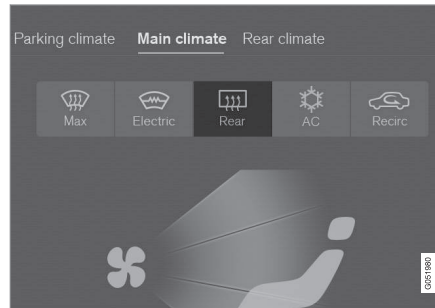 Parking climate Main climate Rear climate
Max Electric Rear AC Recirc
G051980